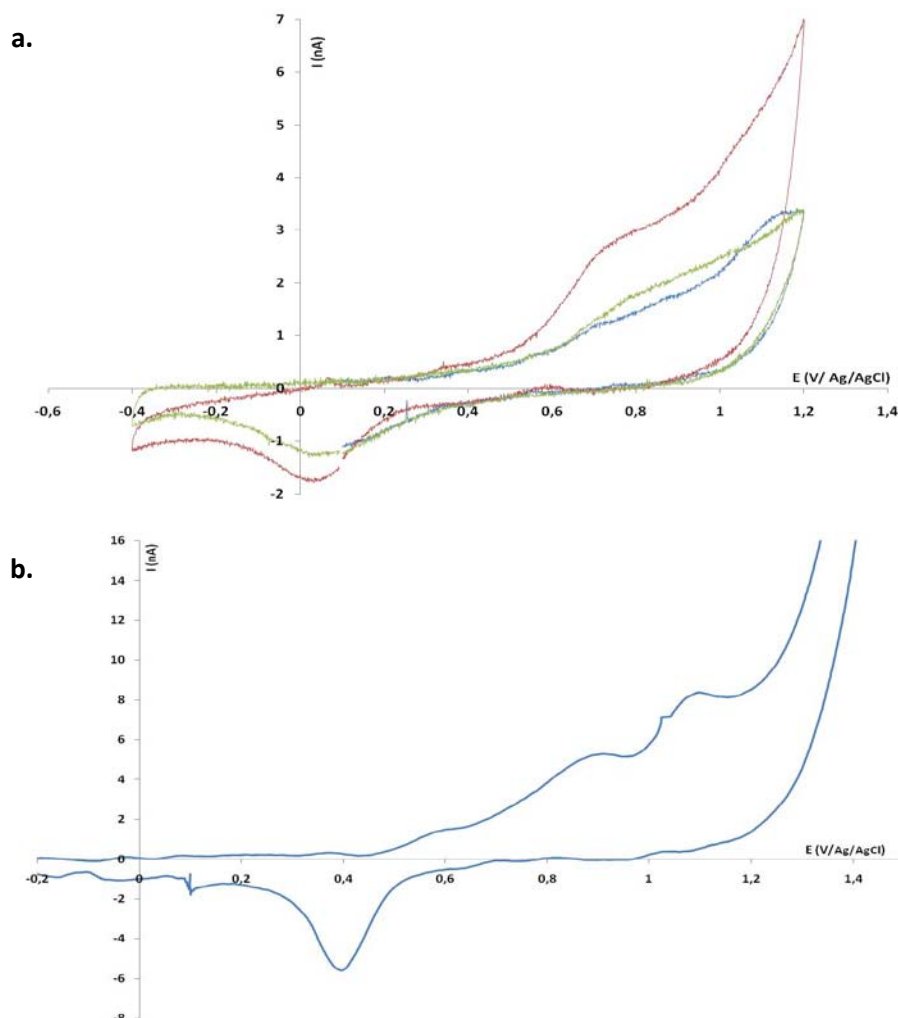 a.
I (nA)
7
6
5
4
3
2
1
0
-1
-2
E (V/ Ag/AgCl)
-0,6 -0,4 -0,2 0 0,2 0,4 0,6 0,8 1 1,2 1,4
b.
I (nA)
16
14
12
10
8
6
4
2
0
-2
-4
-6
-8
E (V/Ag/AgCl)
-0,2 0 0,2 0,4 0,6 0,8 1 1,2 1,4